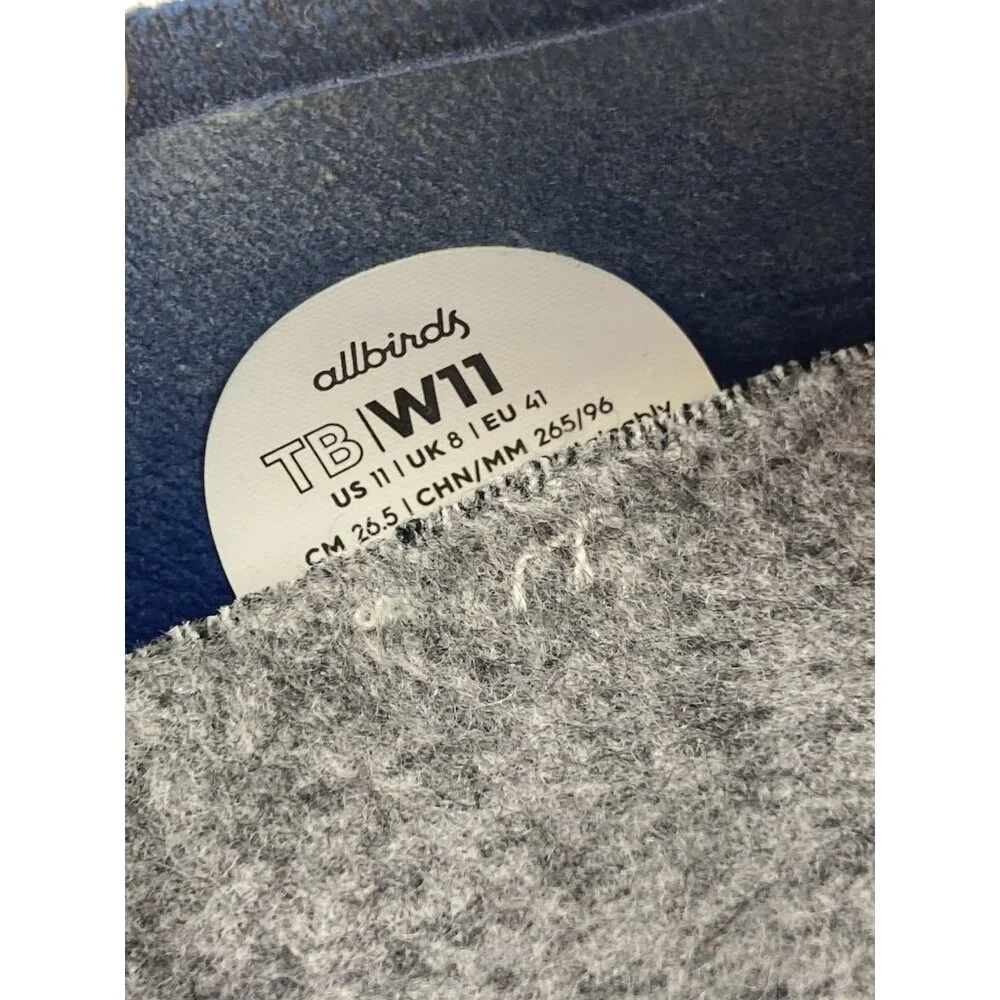 allbirds
TB|W11
US 11 | UK 8 | EU 41
CM 26.5 | CHN/MM 265/96